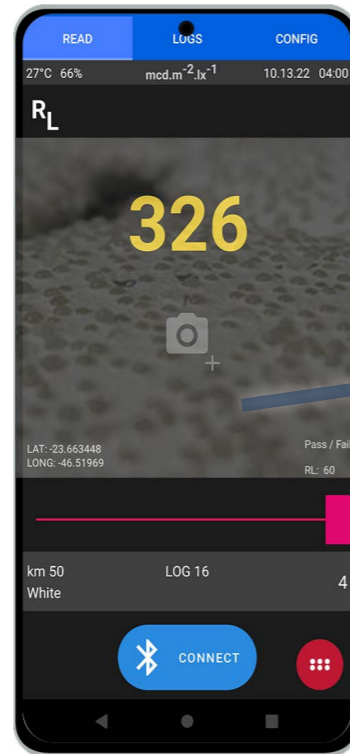 READ LOGS CONFIG
27°C 66% mcd.m⁻².lx⁻¹ 10.13.22 04:00
R_L
326
LAT: -23.663448
LONG: -46.51969
Pass / Fail
RL: 60
km 50 LOG 16 4
White
CONNECT